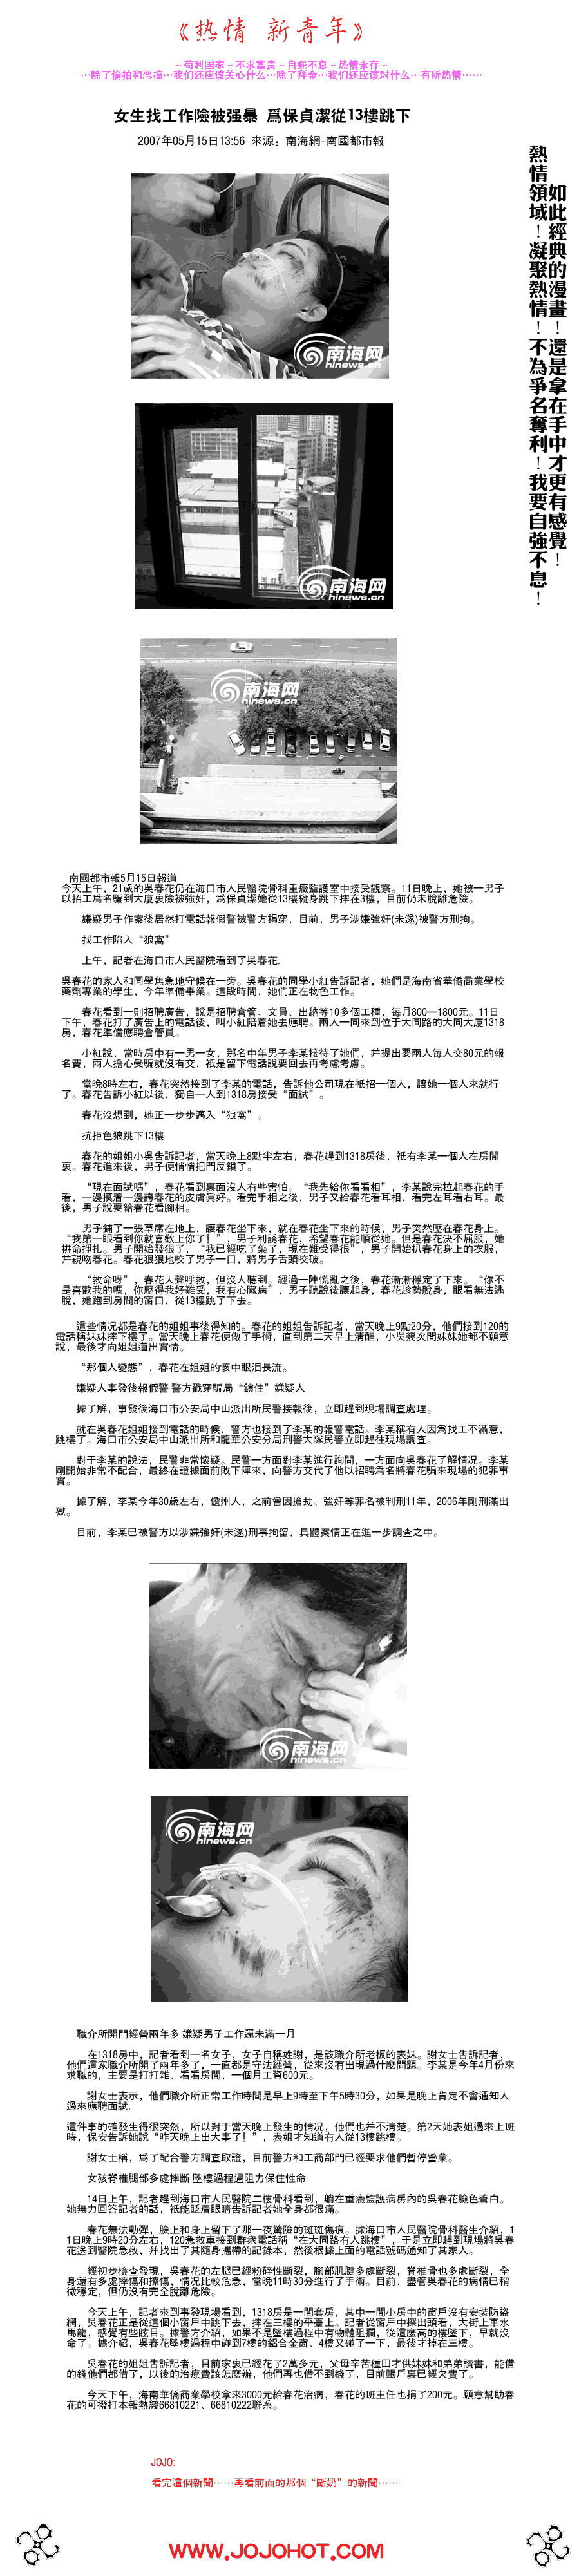 《热情 新青年》
~ 苟利国家 ~ 不求富贵 ~ 自强不息 ~ 热情永存 ~
…除了偷拍和恶搞…我们还应该关心什么…除了拜金…我们还应该对什么…有所热情……
女生找工作險被强暴 爲保貞潔從13樓跳下
2007年05月15日13:56 來源：南海網-南國都市報
如此經典的漫畫！還是拿在手中才更有感覺！
熱情領域！凝聚熱情！不為爭名奪利！我要自強不息！
南海网
hinews.cn
南海网
hinews.cn
南海网
hinews.cn
南國都市報5月15日報道
今天上午，21歲的吳春花仍在海口市人民醫院骨科重癥監護室中接受觀察。11日晚上，她被一男子
以招工爲名騙到大廈裏險被強奸，爲保貞潔她從13樓縱身跳下摔在3樓，目前仍未脫離危險。
嫌疑男子作案後居然打電話報假警被警方揭穿，目前，男子涉嫌強奸(未遂)被警方刑拘。
找工作陷入“狼窩”
上午，記者在海口市人民醫院看到了吳春花.
吳春花的家人和同學焦急地守候在一旁。吳春花的同學小紅告訴記者，她們是海南省華僑商業學校
藥劑專業的學生，今年準備畢業。這段時間，她們正在物色工作。
春花看到一則招聘廣告，說是招聘倉管、文員、出納等10多個工種，每月800—1800元。11日
下午，春花打了廣告上的電話後，叫小紅陪着她去應聘。兩人一同來到位于大同路的大同大廈1318
房，春花準備應聘倉管員。
小紅說，當時房中有一男一女，那名中年男子李某接待了她們，幷提出要兩人每人交80元的報
名費，兩人擔心受騙就沒有交，衹是留下電話說要回去再考慮考慮。
當晚8時左右，春花突然接到了李某的電話，告訴他公司現在衹招一個人，讓她一個人來就行
了。春花告訴小紅以後，獨自一人到1318房接受“面試”。
春花沒想到，她正一步步邁入“狼窩”。
抗拒色狼跳下13樓
春花的姐姐小吳告訴記者，當天晚上8點半左右，春花趕到1318房後，衹有李某一個人在房間
裏。春花進來後，男子便悄悄把門反鎖了。
“現在面試嗎”，春花看到裏面沒人有些害怕。“我先給你看看相”，李某說完拉起春花的手
看，一邊摸着一邊誇春花的皮膚真好。看完手相之後，男子又給春花看耳相，看完左耳看右耳。最
後，男子說要給春花看腳相。
男子鋪了一張草席在地上，讓春花坐下來，就在春花坐下來的時候，男子突然壓在春花身上。
“我第一眼看到你就喜歡上你了！”，男子利誘春花，希望春花能順從她。但是春花決不屈服，她
拼命掙扎。男子開始發狠了，“我已經吃了藥了，現在難受得很”，男子開始扒春花身上的衣服，
幷親吻春花。春花狠狠地咬了男子一口，將男子舌頭咬破。
“救命呀”，春花大聲呼救，但沒人聽到。經過一陣慌亂之後，春花漸漸穩定了下來。“你不
是喜歡我的嗎，你壓得我好難受，我有心臟病”，男子聽說後讓起身，春花趁勢脫身，眼看無法逃
脫，她跑到房間的窗口，從13樓跳了下去。
這些情况都是春花的姐姐事後得知的。春花的姐姐告訴記者，當天晚上9點20分，他們接到120的
電話稱妹妹摔下樓了。當天晚上春花便做了手術，直到第二天早上淸醒，小吳幾次問妹妹她都不願意
說，最後才向姐姐道出實情。
“那個人變態”，春花在姐姐的懷中眼泪長流。
嫌疑人事發後報假警 警方戳穿騙局“鎖住”嫌疑人
據了解，事發後海口市公安局中山派出所民警接報後，立即趕到現場調查處理。
就在吳春花姐姐接到電話的時候，警方也接到了李某的報警電話。李某稱有人因爲找工不滿意，
跳樓了。海口市公安局中山派出所和龍華公安分局刑警大隊民警立即趕往現場調查。
對于李某的說法，民警非常懷疑。民警一方面對李某進行詢問，一方面向吳春花了解情况。李某
剛開始非常不配合，最終在證據面前敗下陣來，向警方交代了他以招聘爲名將春花騙來現場的犯罪事
實。
據了解，李某今年30歲左右，儋州人，之前曾因搶劫、強奸等罪名被判刑11年，2006年剛刑滿出
獄。
目前，李某已被警方以涉嫌強奸(未遂)刑事拘留，具體案情正在進一步調查之中。
南海网
hinews.cn
南海网
hinews.cn
職介所開門經營兩年多 嫌疑男子工作還未滿一月
在1318房中，記者看到一名女子，女子自稱姓謝，是該職介所老板的表妹。謝女士告訴記者，
他們這家職介所開了兩年多了，一直都是守法經營，從來沒有出現過什麼問題。李某是今年4月份來
求職的，主要是打打雜、看看房間，一個月工資600元。
謝女士表示，他們職介所正常工作時間是早上9時至下午5時30分，如果是晚上肯定不會通知人
過來應聘面試.
這件事的確發生得很突然，所以對于當天晚上發生的情况，他們也幷不清楚。第2天她表姐過來上班
時，保安告訴她說“昨天晚上出大事了！”，表姐才知道有人從13樓跳樓。
謝女士稱，爲了配合警方調查取證，目前警方和工商部門已經要求他們暫停營業。
女孩脊椎腿部多處摔斷 墜樓過程遇阻力保住性命
14日上午，記者趕到海口市人民醫院二樓骨科看到，躺在重癥監護病房內的吳春花臉色蒼白。
她無力回答記者的話，衹能眨着眼睛告訴記者她全身都很痛。
春花無法動彈，臉上和身上留下了那一夜驚險的斑斑傷痕。據海口市人民醫院骨科醫生介紹，1
1日晚上9時20分左右，120急救車接到群衆電話稱“在大同路有人跳樓”，于是立即趕到現場將吳春
花送到醫院急救，幷找出了其隨身攜帶的記錄本，然後根據上面的電話號碼通知了其家人。
經初步檢查發現，吳春花的左腿已經粉碎性斷裂，腳部肌腱多處斷裂，脊椎骨也多處斷裂，全
身還有多處摔傷和擦傷，情况比較危急，當晚11時30分進行了手術。目前，盡管吳春花的病情已稍
微穩定，但仍沒有完全脫離危險。
今天上午，記者來到事發現場看到，1318房是一間套房，其中一間小房中的窗戶沒有安裝防盜
網，吳春花正是從這個小窗戶中跳下去，摔在三樓的平臺上。記者從窗戶中探出頭看，大街上車水
馬龍，感覺有些眩目。據警方介紹，如果不是墜樓過程中有物體阻攔，從這麼高的樓墜下，早就沒
命了。據介紹，吳春花墜樓過程中碰到7樓的鋁合金窗、4樓又碰了一下，最後才掉在三樓。
吳春花的姐姐告訴記者，目前家裏已經花了2萬多元，父母辛苦種田才供妹妹和弟弟讀書，能借
的錢他們都借了，以後的治療費該怎麼辦，他們再也借不到錢了，目前賬戶裏已經欠費了。
今天下午，海南華僑商業學校拿來3000元給春花治病，春花的班主任也捐了200元。願意幫助春
花的可撥打本報熱綫66810221、66810222聯系。
JOJO:
看完這個新聞……再看前面的那個“斷奶”的新聞……
WWW.JOJOHOT.COM